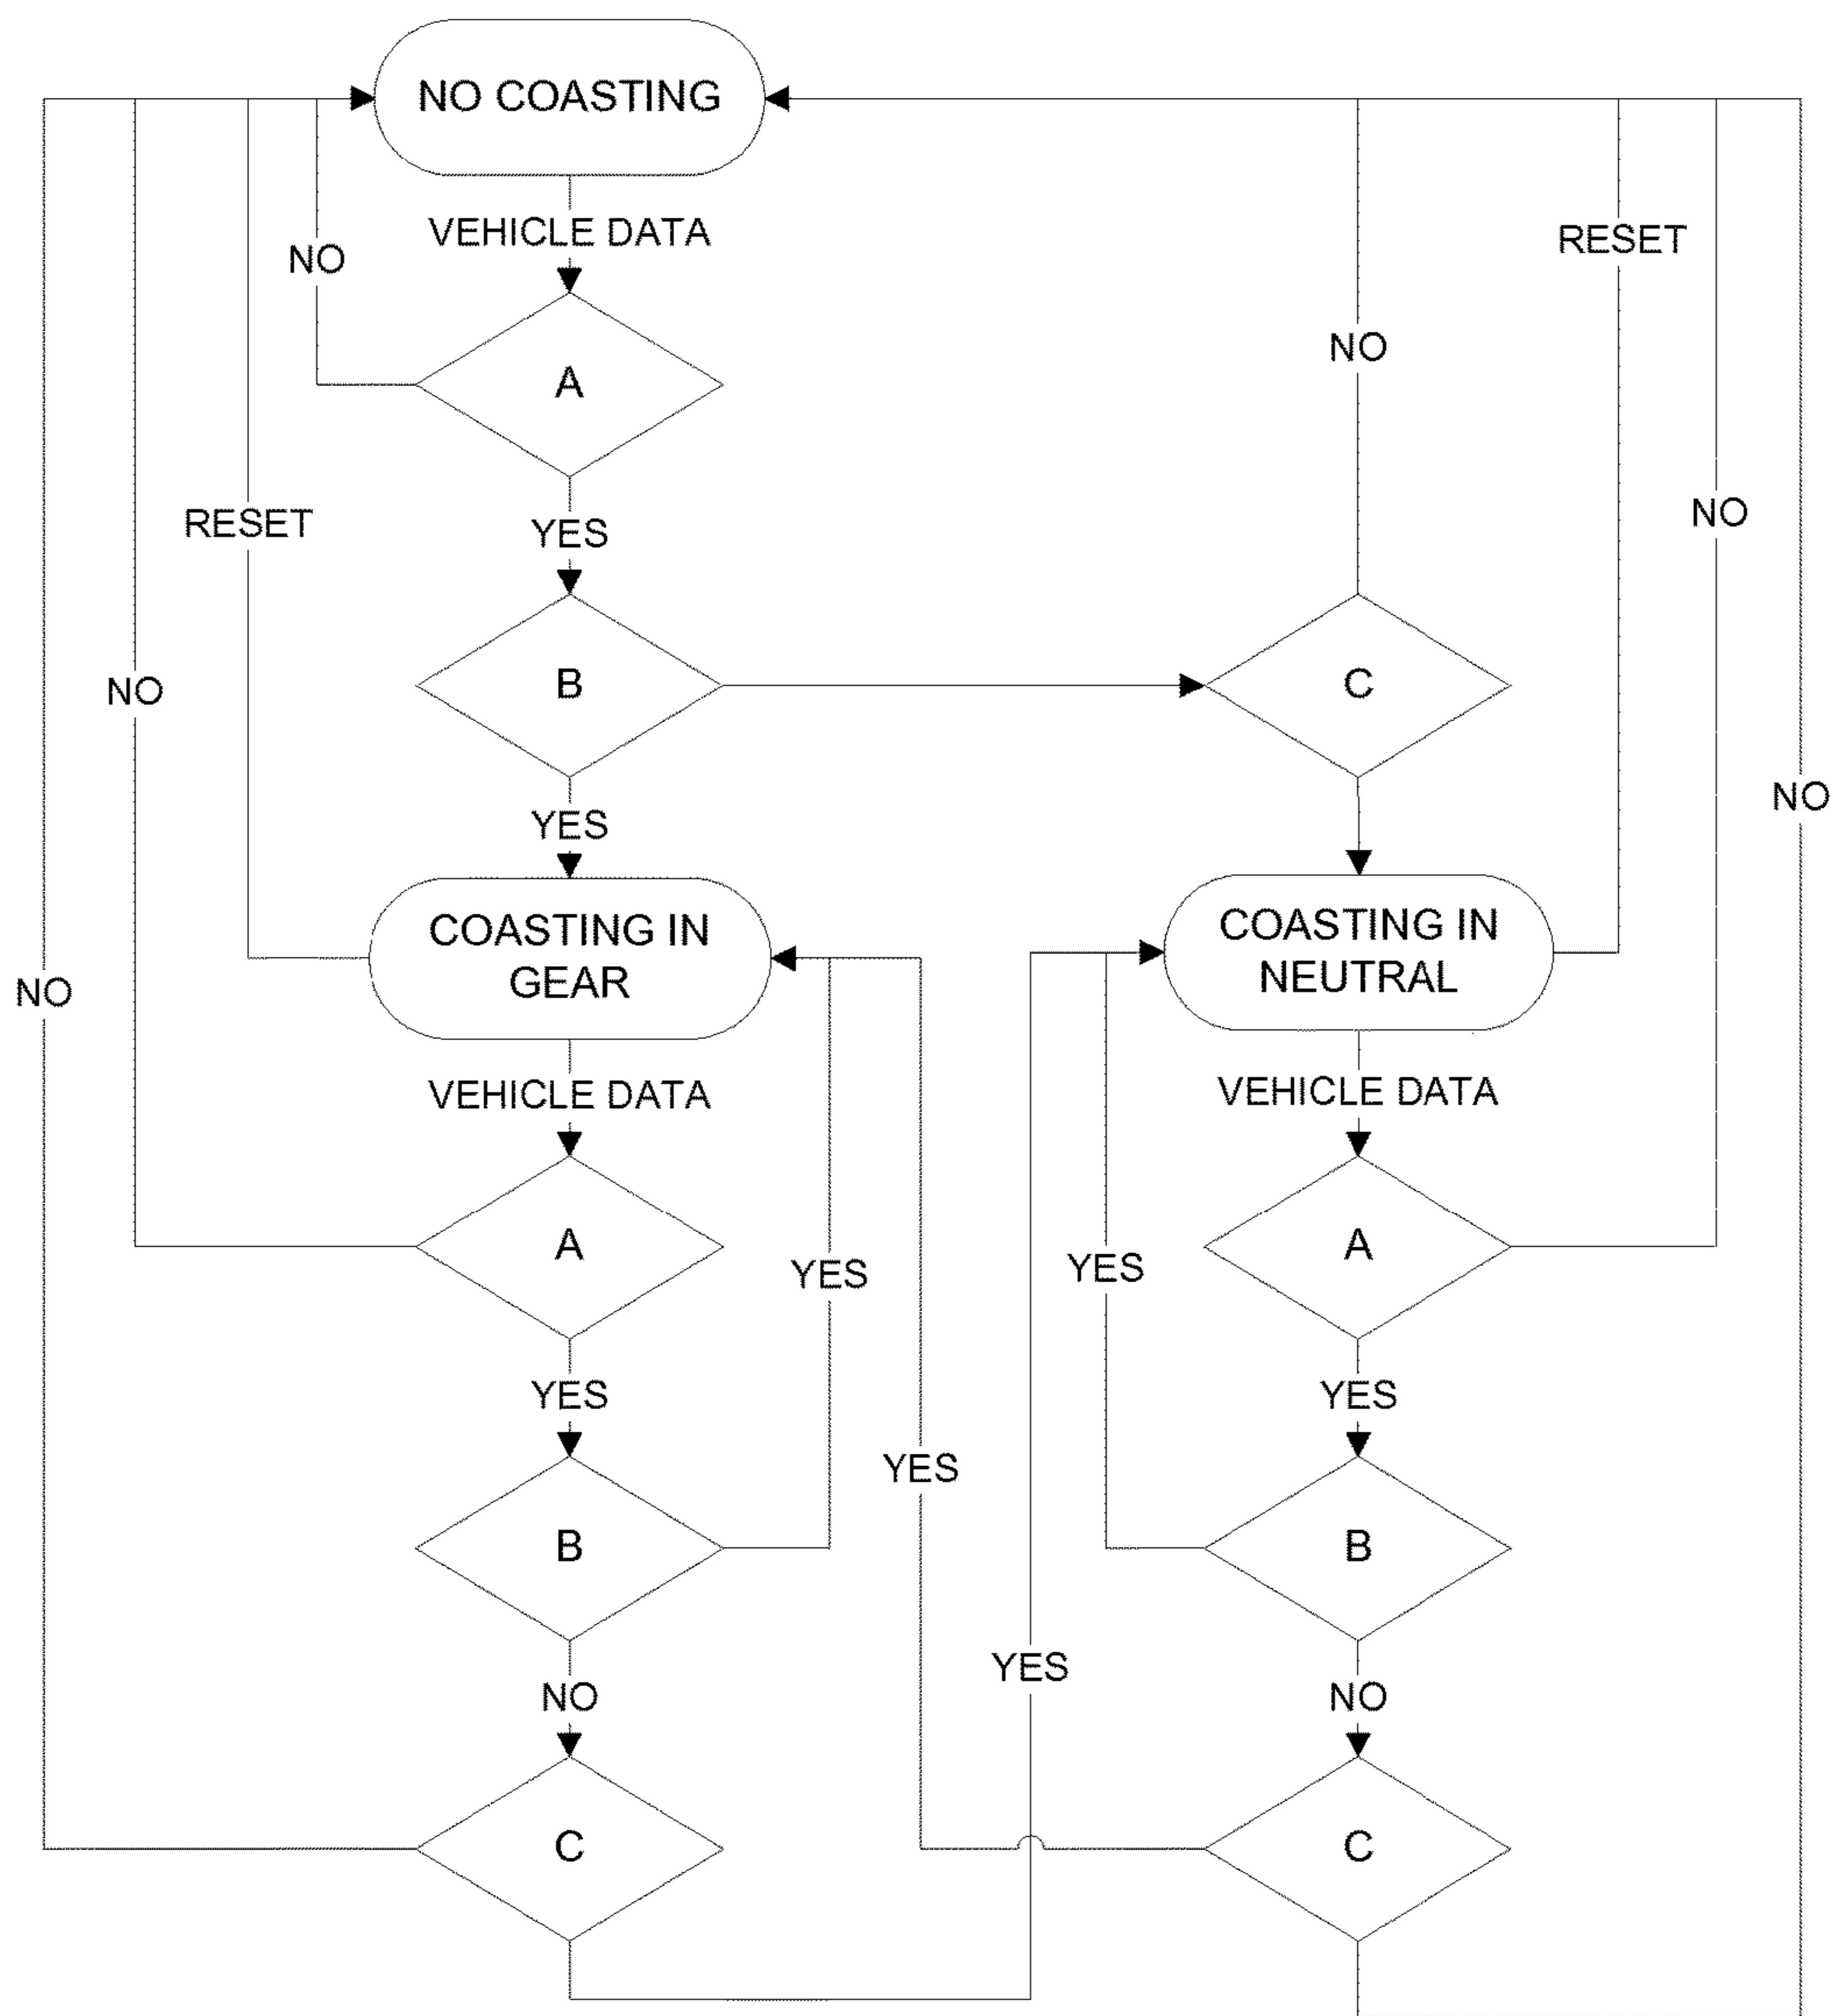 NO COASTING
VEHICLE DATA
RESET
NO
NO
A
YES
RESET
NO
B
C
NO
NO
YES
COASTING IN
GEAR
COASTING IN
NEUTRAL
NO
VEHICLE DATA
VEHICLE DATA
A
A
YES
YES
YES
YES
YES
B
B
YES
NO
NO
C
C